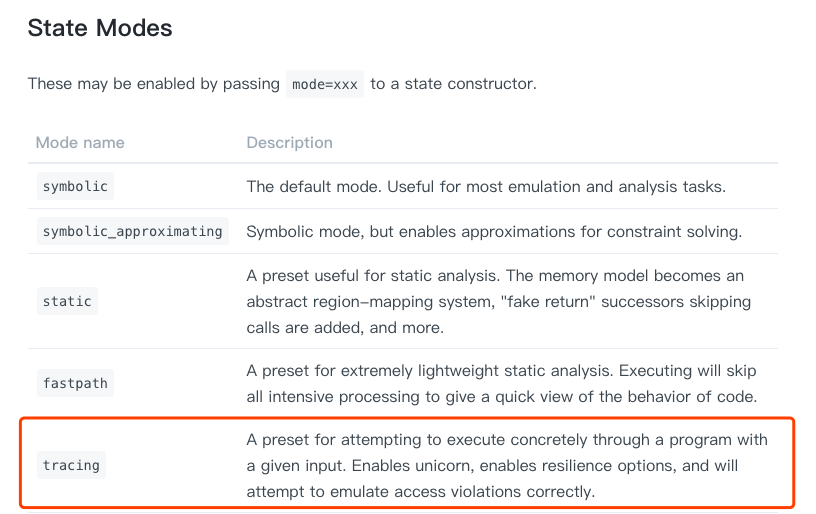 State Modes
These may be enabled by passing mode=xxx to a state constructor.
Mode name Description
symbolic The default mode. Useful for most emulation and analysis tasks.
symbolic_approximating Symbolic mode, but enables approximations for constraint solving.
A preset useful for static analysis. The memory model becomes an
static abstract region-mapping system, "fake return" successors skipping
calls are added, and more.
A preset for extremely lightweight static analysis. Executing will skip
fastpath all intensive processing to give a quick view of the behavior of code.
A preset for attempting to execute concretely through a program with
tracing a given input. Enables unicorn, enables resilience options, and will
attempt to emulate access violations correctly.